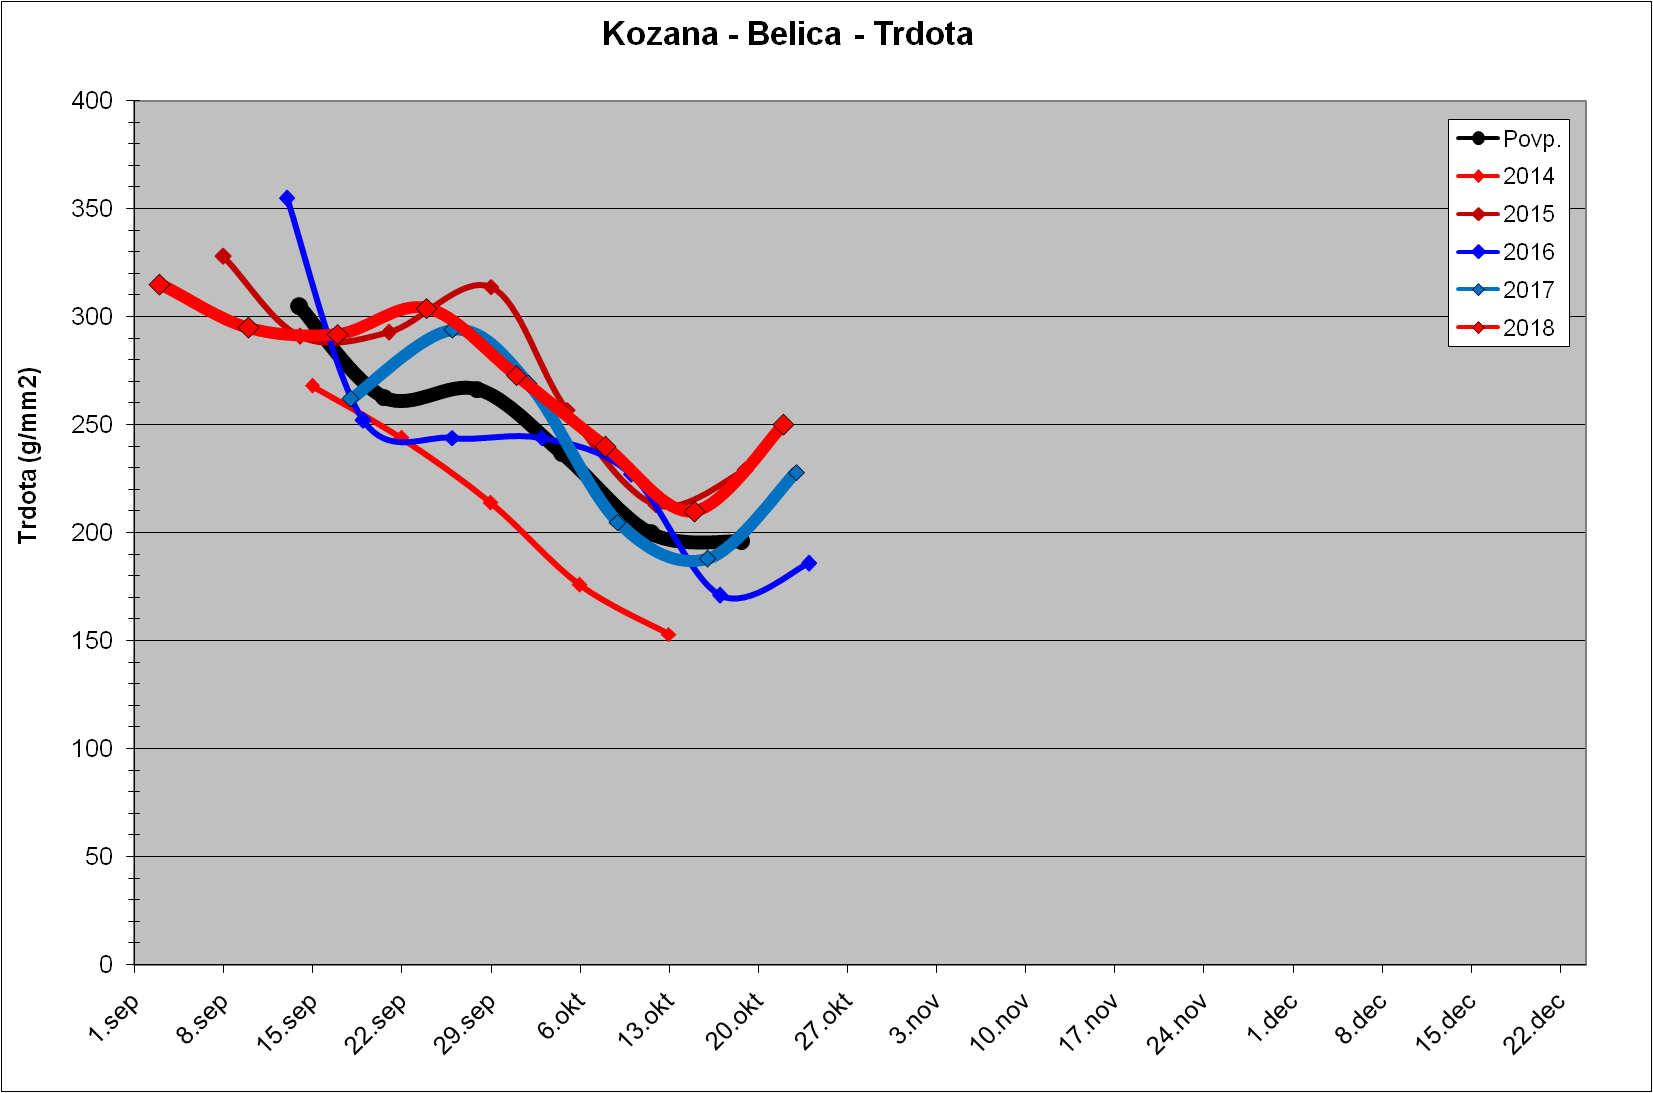 Kozana - Belica - Trdota
Trdota (g/mm2)
400
350
300
250
200
150
100
50
0
1.sep
8.sep
15.sep
22.sep
29.sep
6.okt
13.okt
20.okt
27.okt
3.nov
10.nov
17.nov
24.nov
1.dec
8.dec
15.dec
22.dec
Povp.
2014
2015
2016
2017
2018